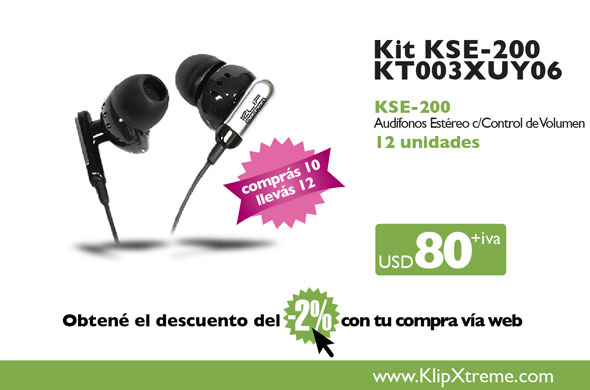 Kit KSE-200
KT003XUY06
KSE-200
Audífonos Estéreo c/Control de Volumen
12 unidades
KLIP
comprás 10
llevás 12
USD 80 +iva
Obtené el descuento del -2% con tu compra vía web
www.KlipXtreme.com